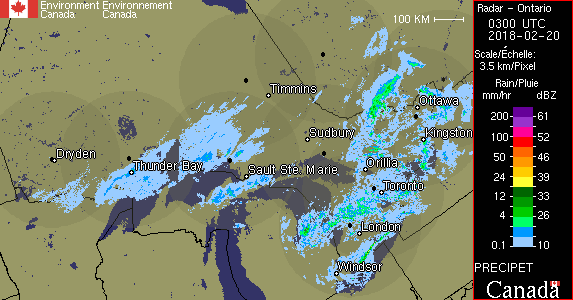 Environment Environnement
Canada Canada
100 KM
Timmins
Ottawa
Sudbury
Kingston
Dryden
Thunder Bay
Sault Ste. Marie
Orillia
Toronto
London
Windsor
Radar - Ontario
0300 UTC
2018-02-20
Scale/Échelle:
3.5 km/Pixel
Rain/Pluie
mm/hr dBZ
200 61
100 52
50 46
24 39
12 33
4 26
0.1 10
PRECIPET
Canada